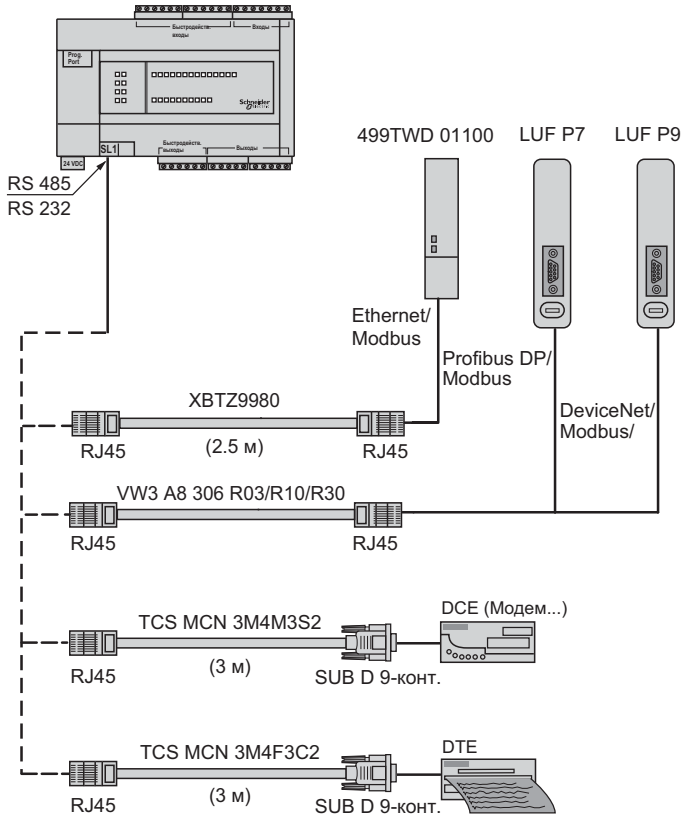 Быстродейств. входы
Входы
Prog. Port
Schneider Electric
SL1
Быстродейств. выходы
Выходы
24 VDC
RS 485
RS 232
499TWD 01100
LUF P7
LUF P9
Ethernet/
Modbus
Profibus DP/
Modbus
DeviceNet/
Modbus/
XBTZ9980
RJ45
(2.5 м)
RJ45
VW3 A8 306 R03/R10/R30
RJ45
RJ45
TCS MCN 3M4M3S2
DCE (Модем...)
RJ45
(3 м)
SUB D 9-конт.
TCS MCN 3M4F3C2
DTE
RJ45
(3 м)
SUB D 9-конт.